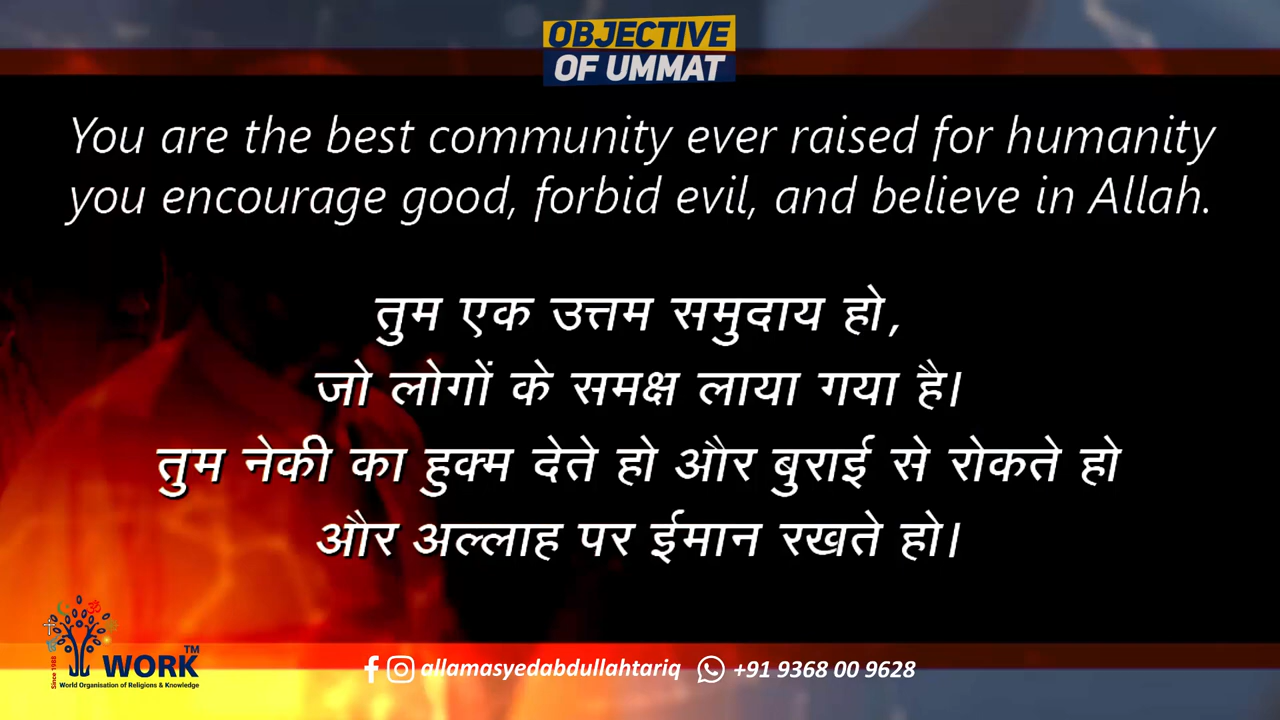 OBJECTIVE
OF UMMAT
You are the best community ever raised for humanity
you encourage good, forbid evil, and believe in Allah.
तुम एक उत्तम समुदाय हो,
जो लोगों के समक्ष लाया गया है।
तुम नेकी का हुक्म देते हो और बुराई से रोकते हो
और अल्लाह पर ईमान रखते हो।
Since 1988
WORK™
World Organisation of Religions & Knowledge
allamasyedabdullahtariq +91 9368 00 9628